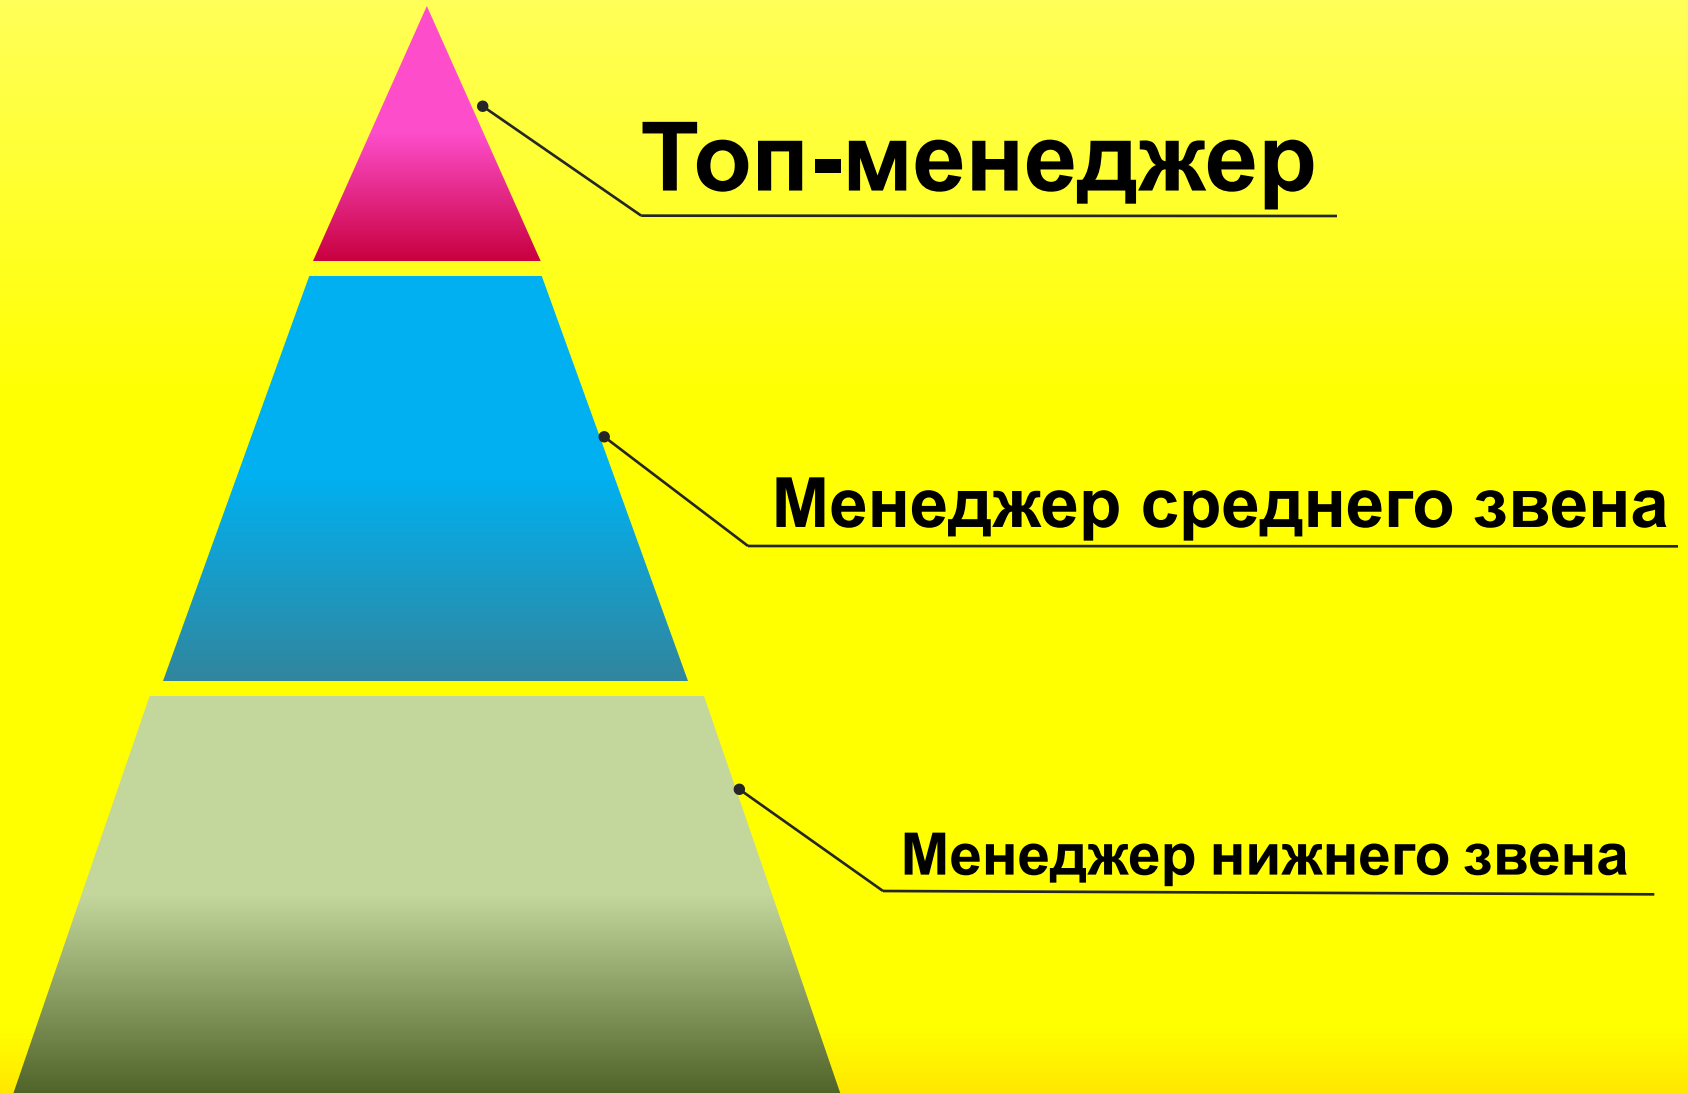 Топ-менеджер
Менеджер среднего звена
Менеджер нижнего звена